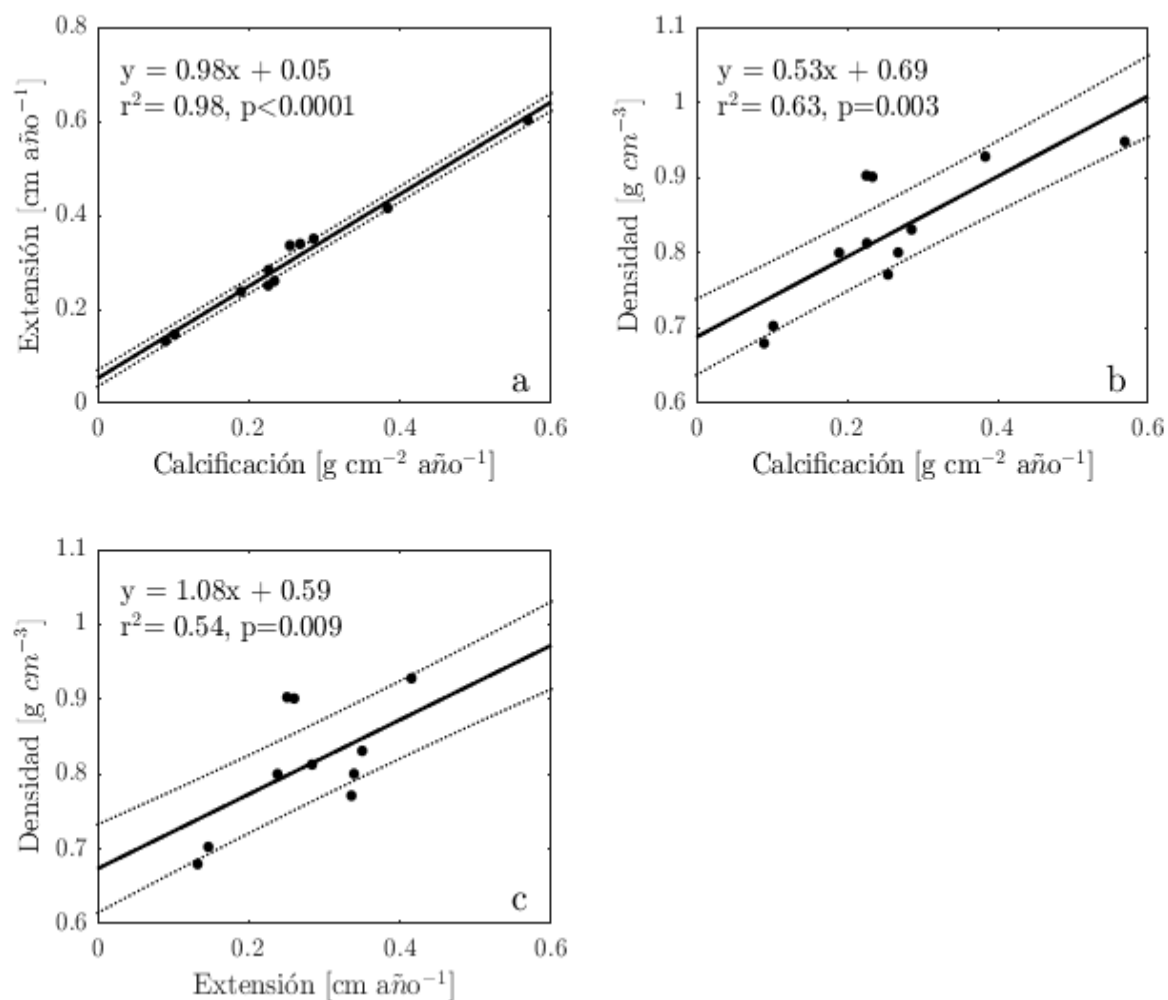 0.8
0.6
0.4
0.2
0
0 0.2 0.4 0.6
y = 0.98x + 0.05
r²= 0.98, p<0.0001
Extensión [cm año⁻¹]
Calcificación [g cm⁻² año⁻¹]
a
1.1
1
0.9
0.8
0.7
0.6
0 0.2 0.4 0.6
y = 0.53x + 0.69
r²= 0.63, p=0.003
Densidad [g cm⁻³]
Calcificación [g cm⁻² año⁻¹]
b
1.1
1
0.9
0.8
0.7
0.6
0 0.2 0.4 0.6
y = 1.08x + 0.59
r²= 0.54, p=0.009
Densidad [g cm⁻³]
Extensión [cm año⁻¹]
c